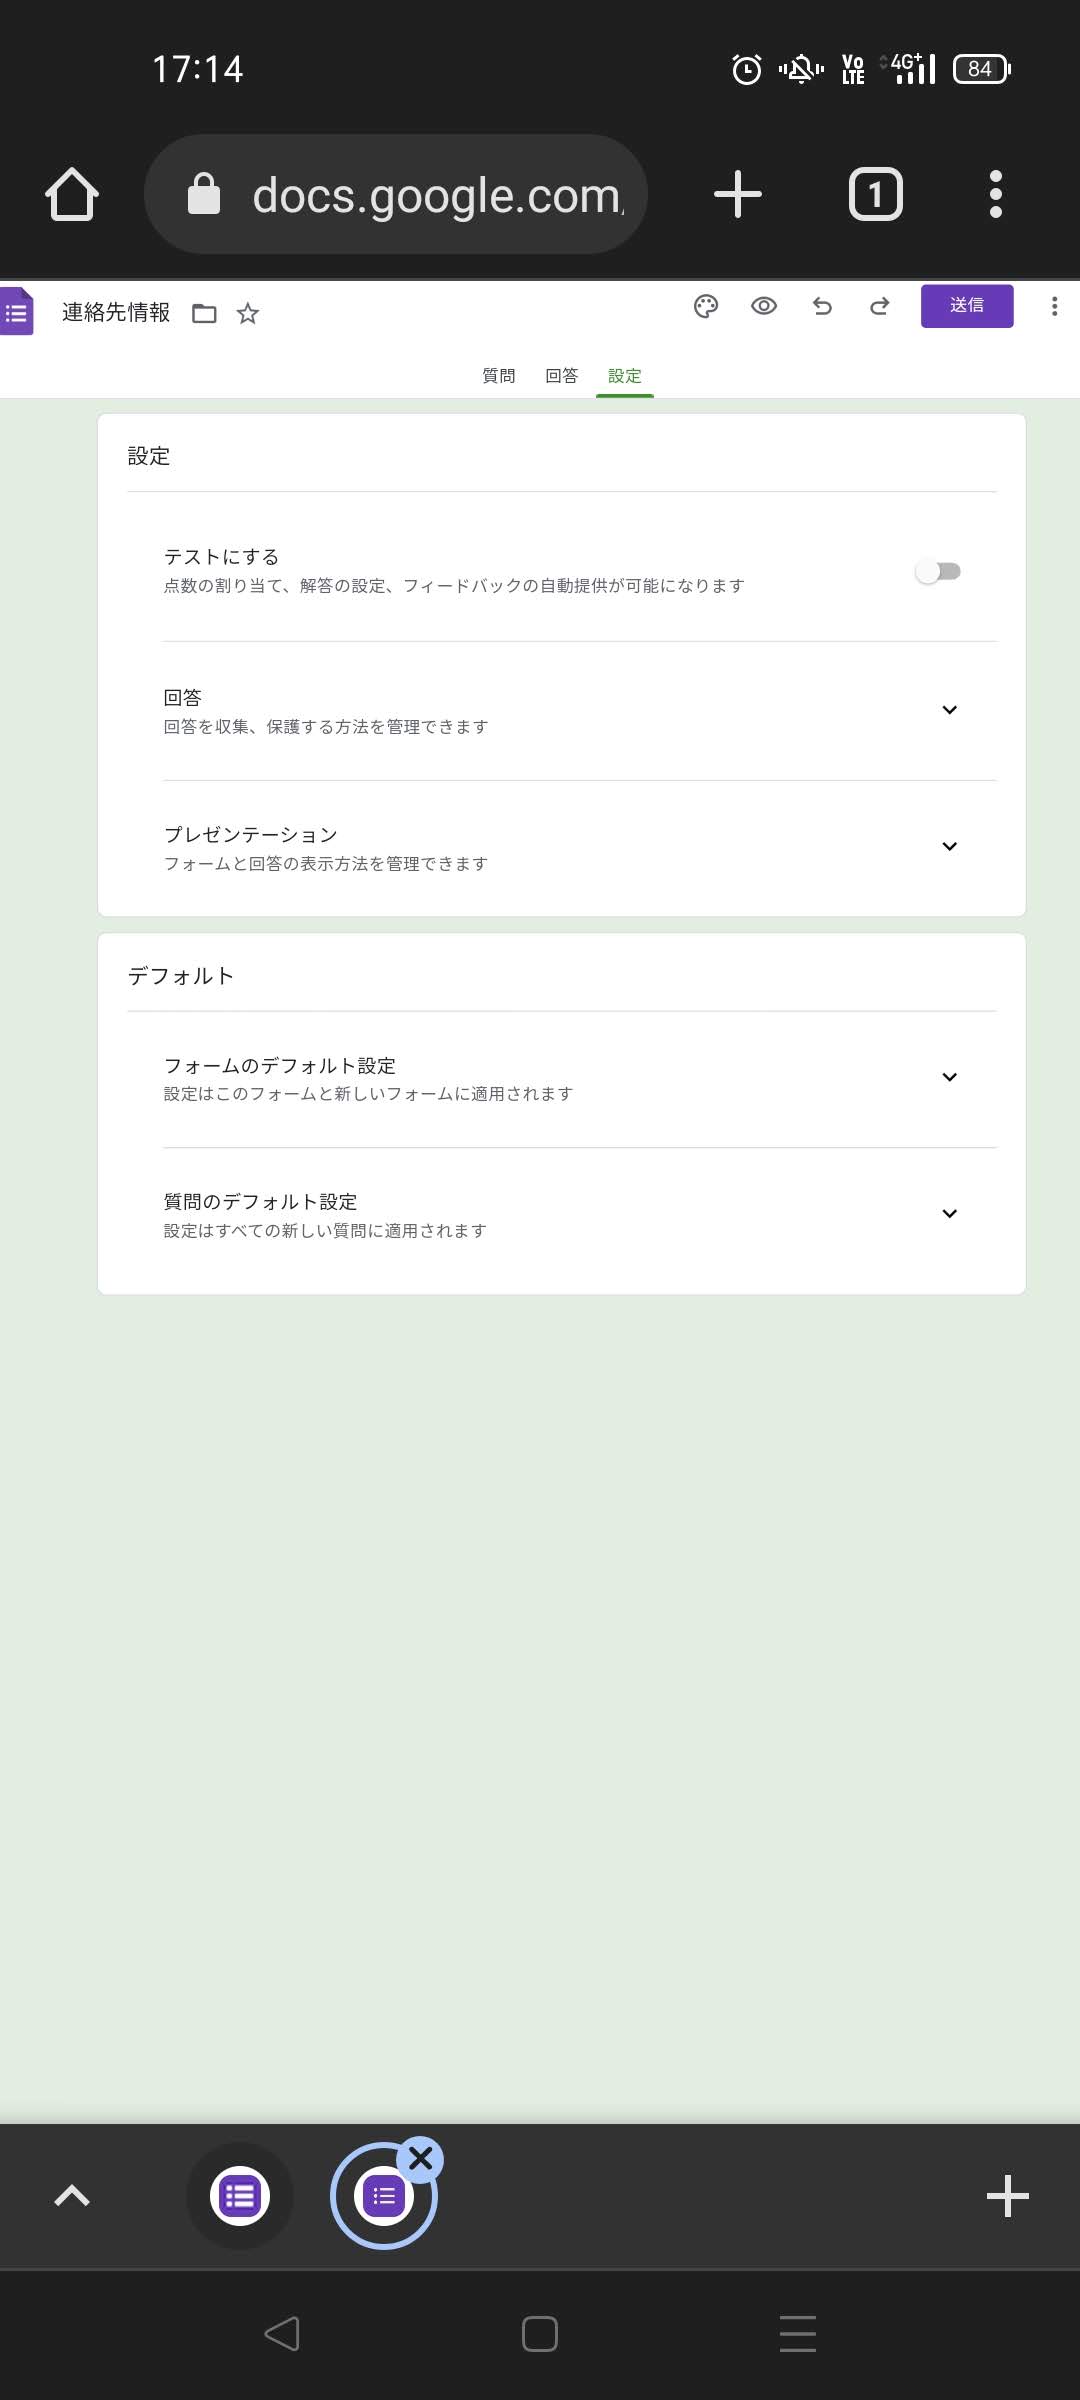 17:14
Vo LTE 4G+ 84
docs.google.com
1
連絡先情報
送信
質問 回答 設定
設定
テストにする
点数の割り当て、解答の設定、フィードバックの自動提供が可能になります
回答
回答を収集、保護する方法を管理できます
プレゼンテーション
フォームと回答の表示方法を管理できます
デフォルト
フォームのデフォルト設定
設定はこのフォームと新しいフォームに適用されます
質問のデフォルト設定
設定はすべての新しい質問に適用されます